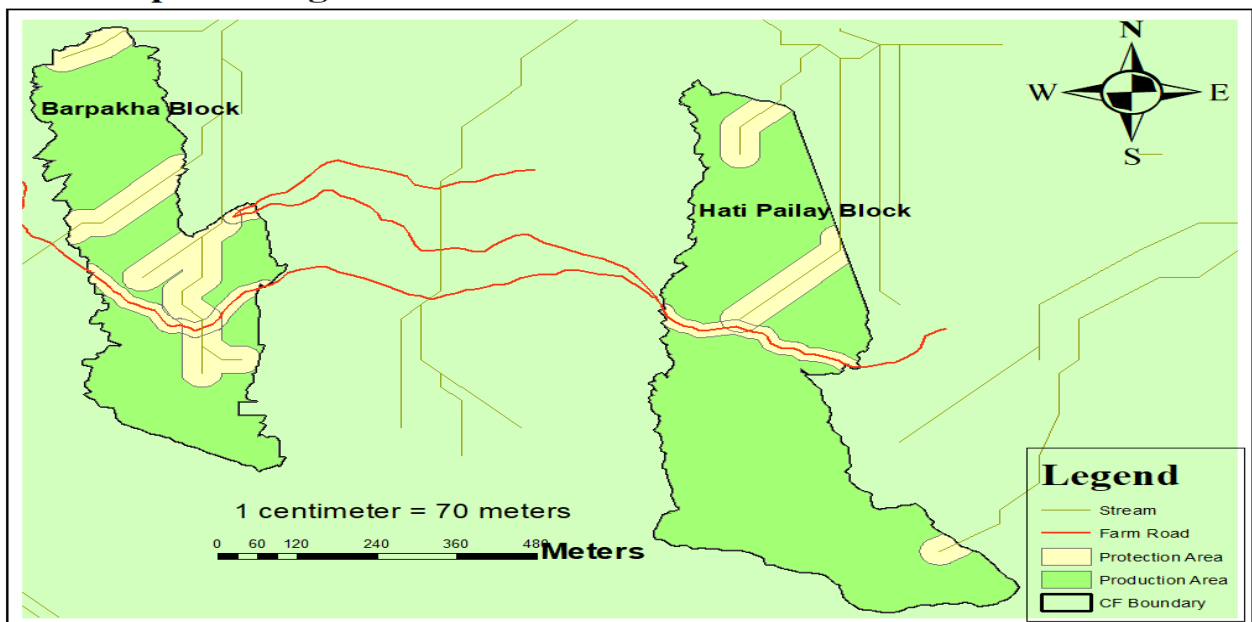 N
W E
S
Barpakha Block
Hati Pailay Block
1 centimeter = 70 meters
0 60 120 240 360 480 Meters
Legend
Stream
Farm Road
Protection Area
Production Area
CF Boundary